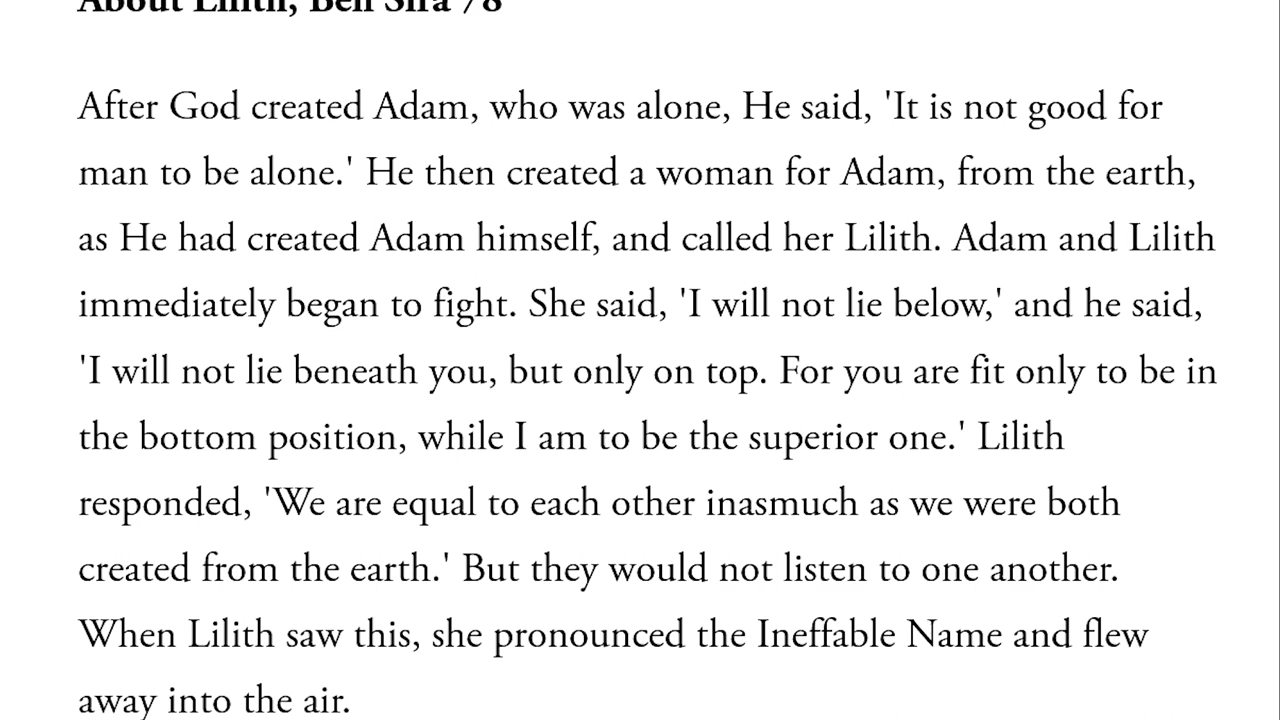 About Lilith, Ben Sira 78
After God created Adam, who was alone, He said, 'It is not good for
man to be alone.' He then created a woman for Adam, from the earth,
as He had created Adam himself, and called her Lilith. Adam and Lilith
immediately began to fight. She said, 'I will not lie below,' and he said,
'I will not lie beneath you, but only on top. For you are fit only to be in
the bottom position, while I am to be the superior one.' Lilith
responded, 'We are equal to each other inasmuch as we were both
created from the earth.' But they would not listen to one another.
When Lilith saw this, she pronounced the Ineffable Name and flew
away into the air.